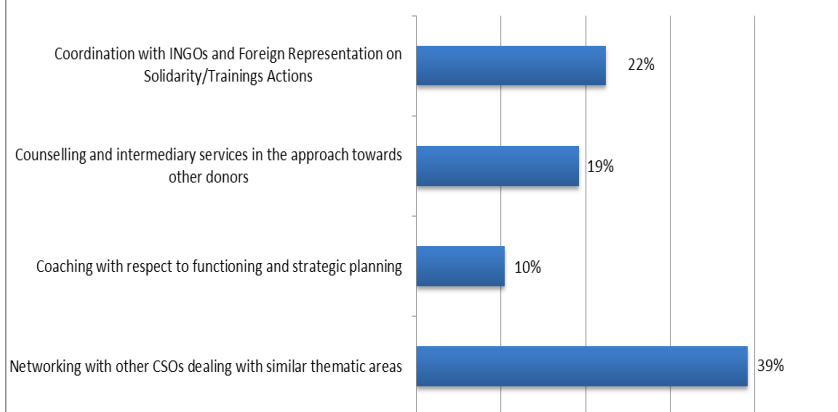 Coordination with INGOs and Foreign Representation on
Solidarity/Trainings Actions
22%
Counselling and intermediary services in the approach towards
other donors
19%
Coaching with respect to functioning and strategic planning
10%
Networking with other CSOs dealing with similar thematic areas
39%